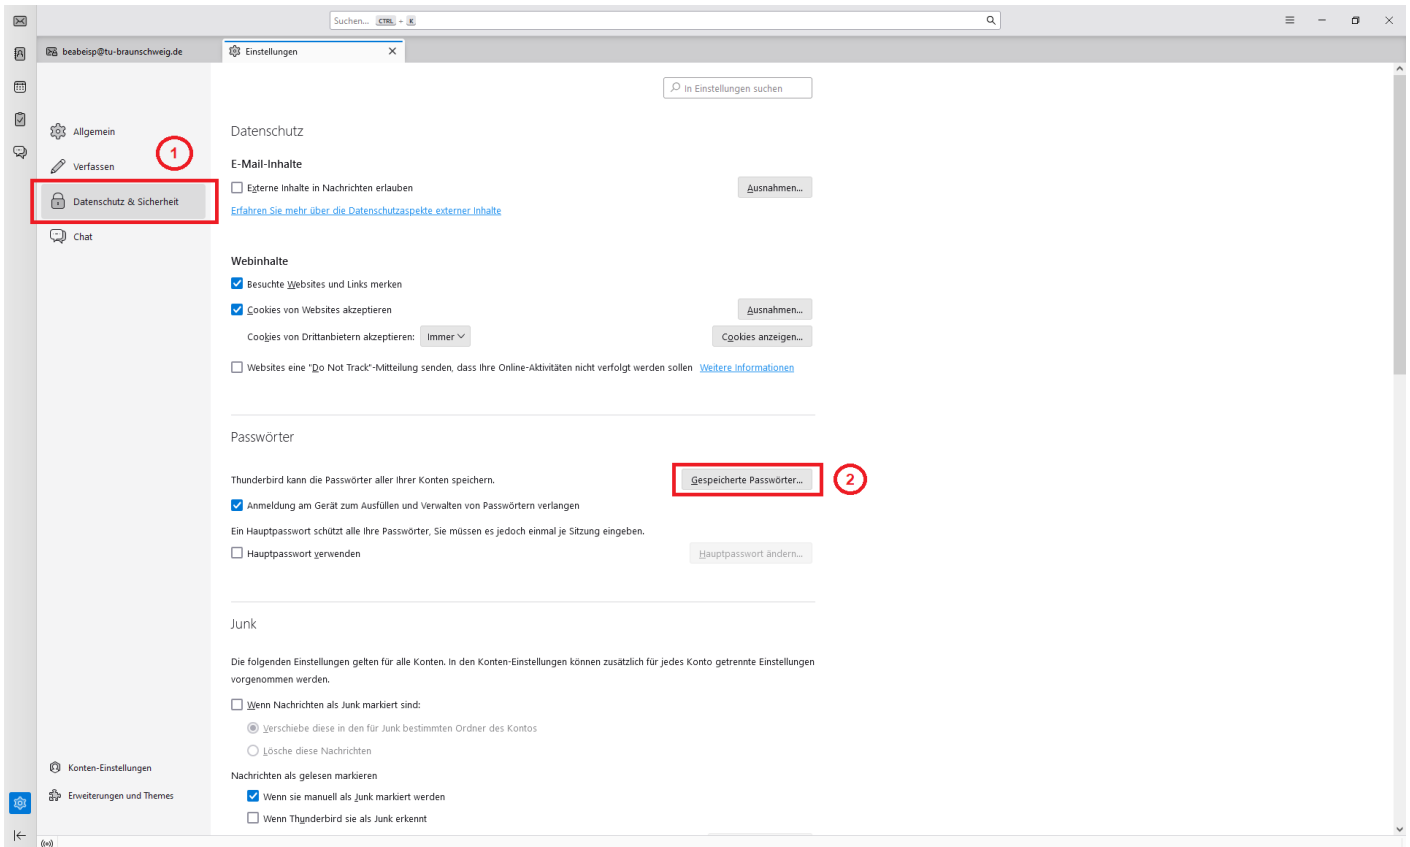 Suchen... CTRL + K
beabeisp@tu-braunschweig.de
Einstellungen
In Einstellungen suchen
Allgemein
1
Verfassen
Datenschutz & Sicherheit
Chat
Datenschutz
E-Mail-Inhalte
Externe Inhalte in Nachrichten erlauben
Ausnahmen...
Erfahren Sie mehr über die Datenschutzaspekte externer Inhalte
Webinhalte
Besuchte Websites und Links merken
Cookies von Websites akzeptieren
Ausnahmen...
Cookies von Drittanbietern akzeptieren: Immer
Cookies anzeigen...
Websites eine "Do Not Track"-Mitteilung senden, dass Ihre Online-Aktivitäten nicht verfolgt werden sollen Weitere Informationen
Passwörter
Thunderbird kann die Passwörter aller Ihrer Konten speichern.
Gespeicherte Passwörter...
2
Anmeldung am Gerät zum Ausfüllen und Verwalten von Passwörtern verlangen
Ein Hauptpasswort schützt alle Ihre Passwörter, Sie müssen es jedoch einmal je Sitzung eingeben.
Hauptpasswort verwenden
Hauptpasswort ändern...
Junk
Die folgenden Einstellungen gelten für alle Konten. In den Konten-Einstellungen können zusätzlich für jedes Konto getrennte Einstellungen
vorgenommen werden.
Wenn Nachrichten als Junk markiert sind:
Verschiebe diese in den für Junk bestimmten Ordner des Kontos
Lösche diese Nachrichten
Nachrichten als gelesen markieren
Wenn sie manuell als Junk markiert werden
Wenn Thunderbird sie als Junk erkennt
Konten-Einstellungen
Erweiterungen und Themes